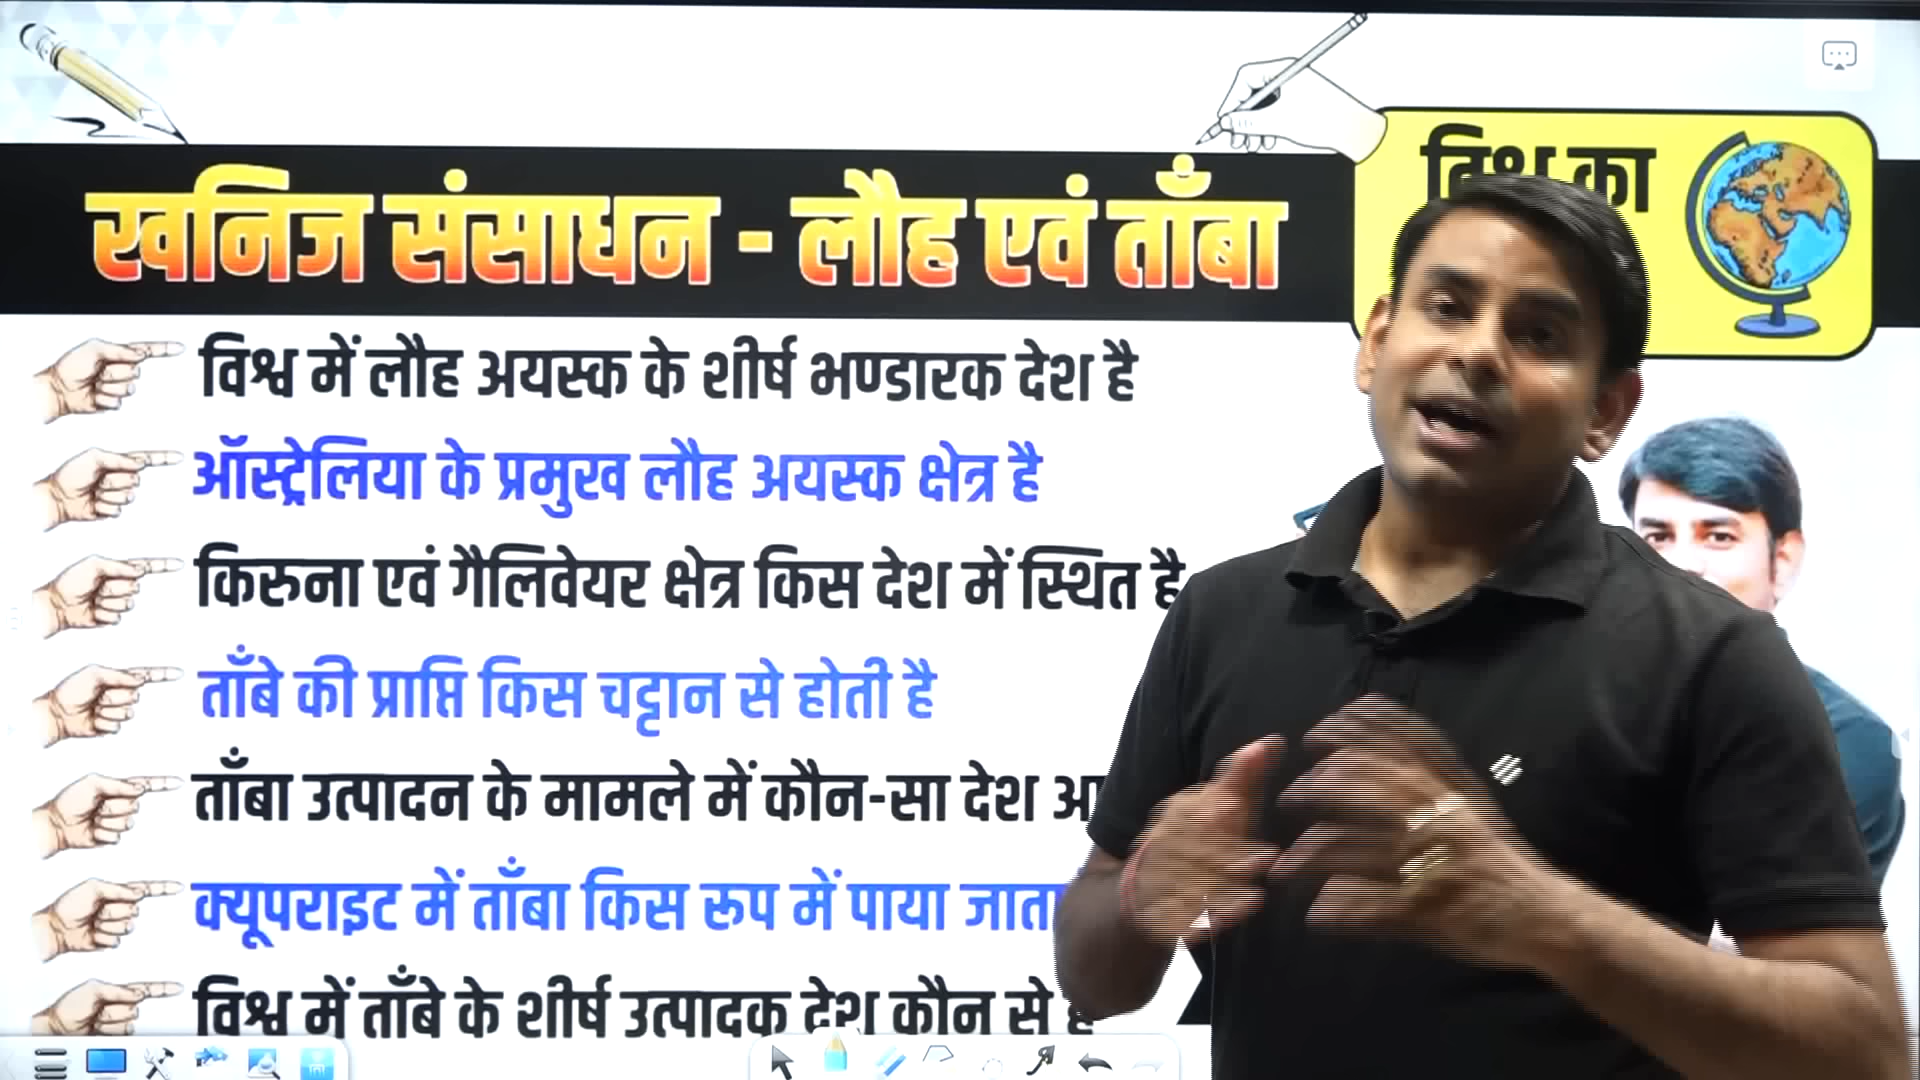 विश्व का
खनिज संसाधन - लौह एवं ताँबा
विश्व में लौह अयस्क के शीर्ष भण्डारक देश है
ऑस्ट्रेलिया के प्रमुख लौह अयस्क क्षेत्र है
किरुना एवं गैलिवेयर क्षेत्र किस देश में स्थित है
ताँबे की प्राप्ति किस चट्टान से होती है
ताँबा उत्पादन के मामले में कौन-सा देश
क्यूपराइट में ताँबा किस रूप में पाया जाता
विश्व में ताँबे के शीर्ष उत्पादक देश कौन से है